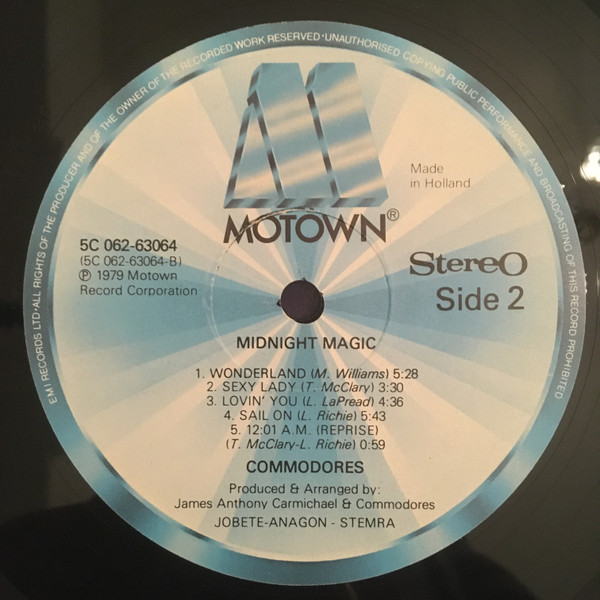 EMI RECORDS LTD · ALL RIGHTS OF THE PRODUCER AND OF THE OWNER OF THE RECORDED WORK RESERVED · UNAUTHORISED COPYING PUBLIC PERFORMANCE AND BROADCASTING OF THIS RECORD PROHIBITED
M
Made
in Holland
MOTOWN®
5C 062-63064
(5C 062-63064-B)
℗ 1979 Motown
Record Corporation
Stereo
Side 2
MIDNIGHT MAGIC
1. WONDERLAND (M. Williams) 5:28
2. SEXY LADY (T. McClary) 3:30
3. LOVIN' YOU (L. LaPread) 4:36
4. SAIL ON (L. Richie) 5:43
5. 12:01 A.M. (REPRISE)
(T. McClary-L. Richie) 0:59
COMMODORES
Produced & Arranged by:
James Anthony Carmichael & Commodores
JOBETE-ANAGON - STEMRA